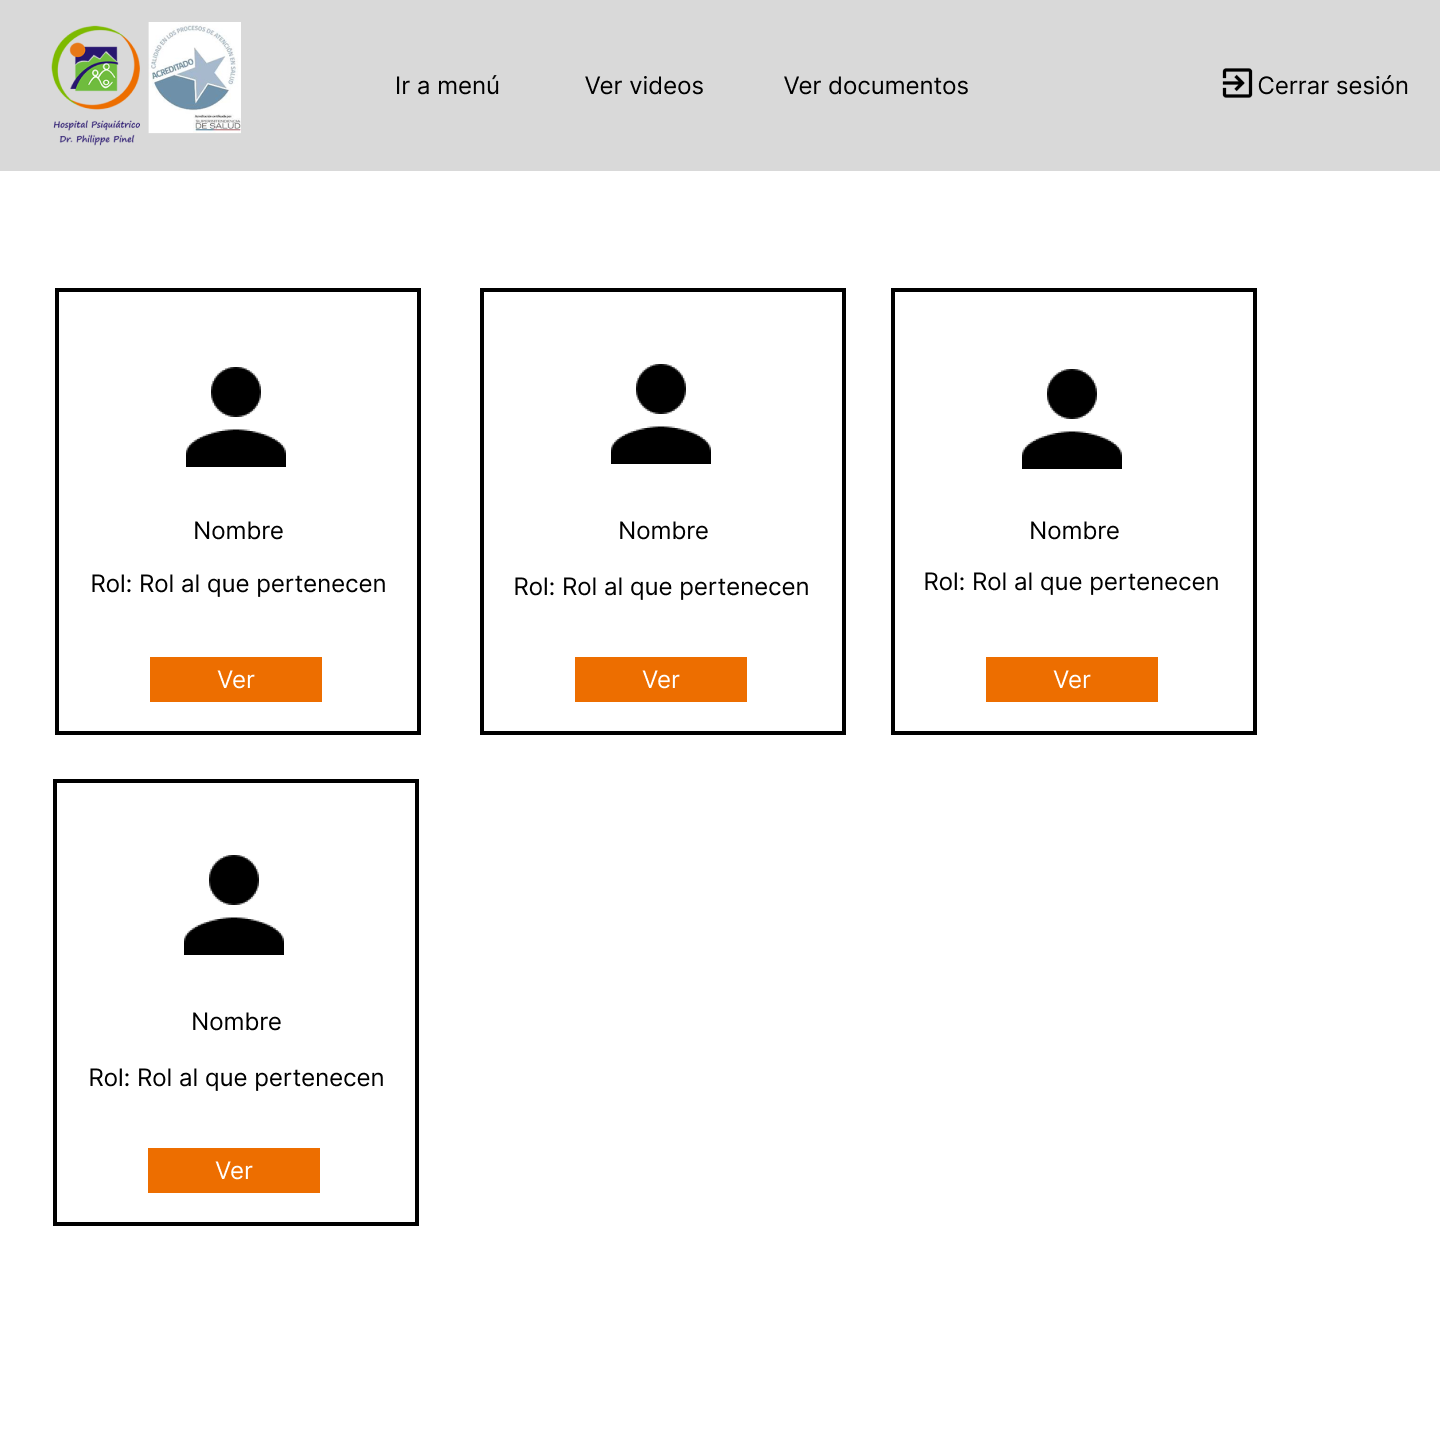 CALIDAD EN LOS PROCESOS DE ATENCIÓN EN SALUD
ACREDITADO
SUPERINTENDENCIA
DE SALUD
Hospital Psiquiátrico
Dr. Philippe Pinel
Ir a menú
Ver videos
Ver documentos
Cerrar sesión
Nombre
Rol: Rol al que pertenecen
Ver
Nombre
Rol: Rol al que pertenecen
Ver
Nombre
Rol: Rol al que pertenecen
Ver
Nombre
Rol: Rol al que pertenecen
Ver